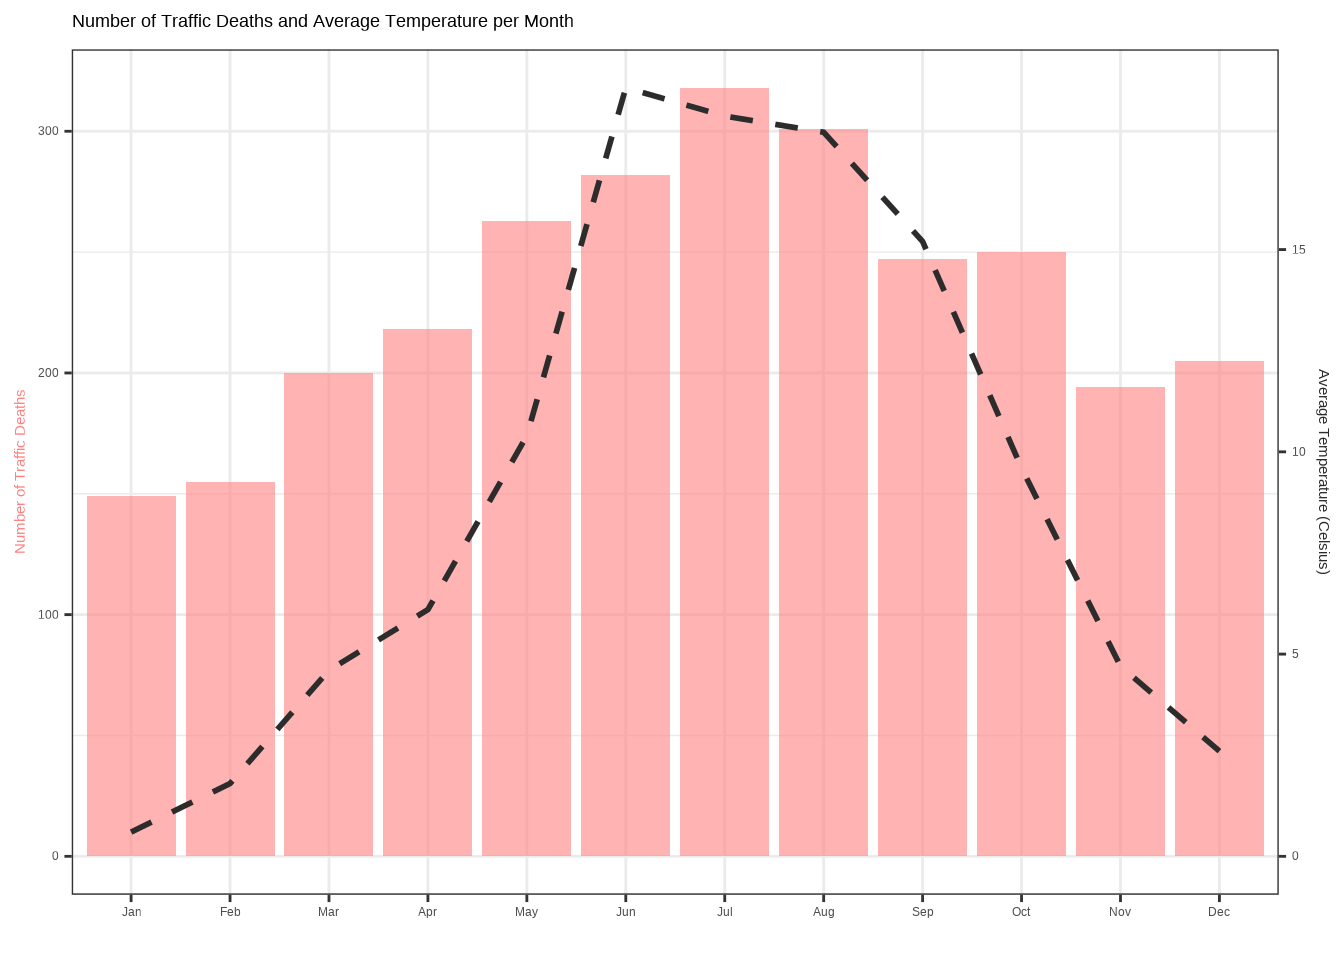 Number of Traffic Deaths and Average Temperature per Month
Number of Traffic Deaths
300
200
100
0
15
10
5
0
Average Temperature (Celsius)
Jan Feb Mar Apr May Jun Jul Aug Sep Oct Nov Dec